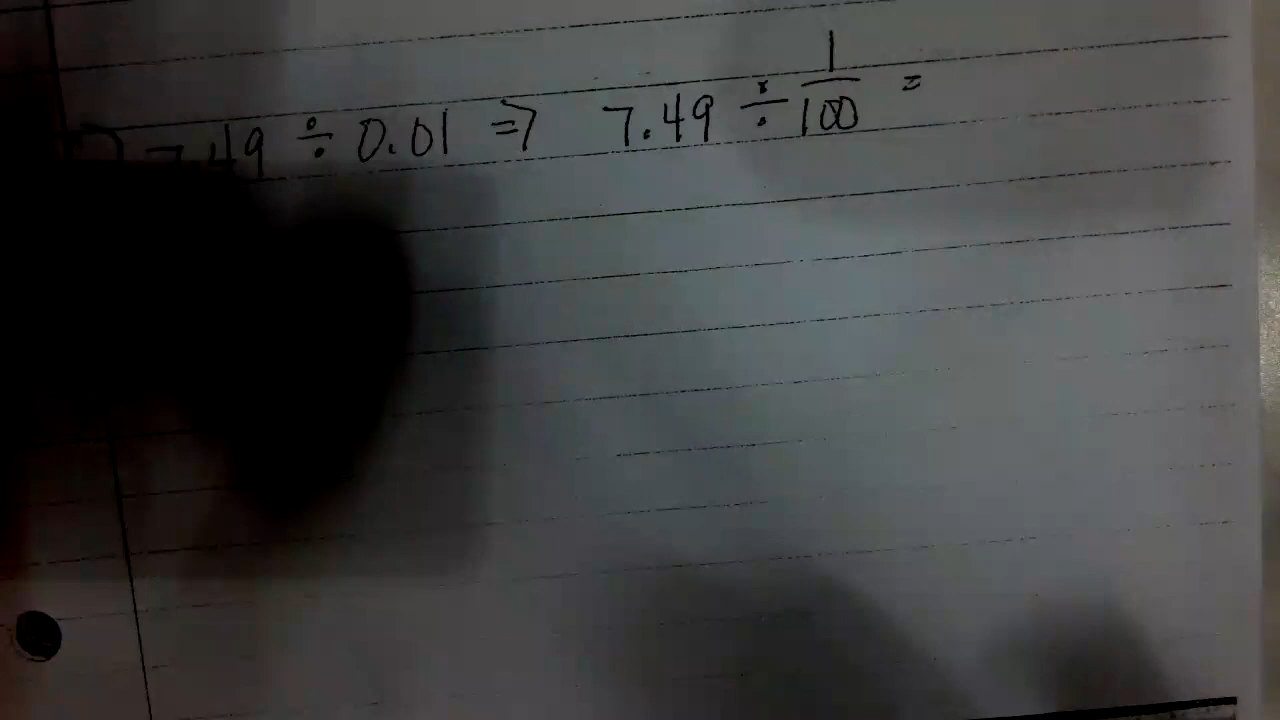 7.49 ÷ 0.01 => 7.49 ÷ 1/100 =